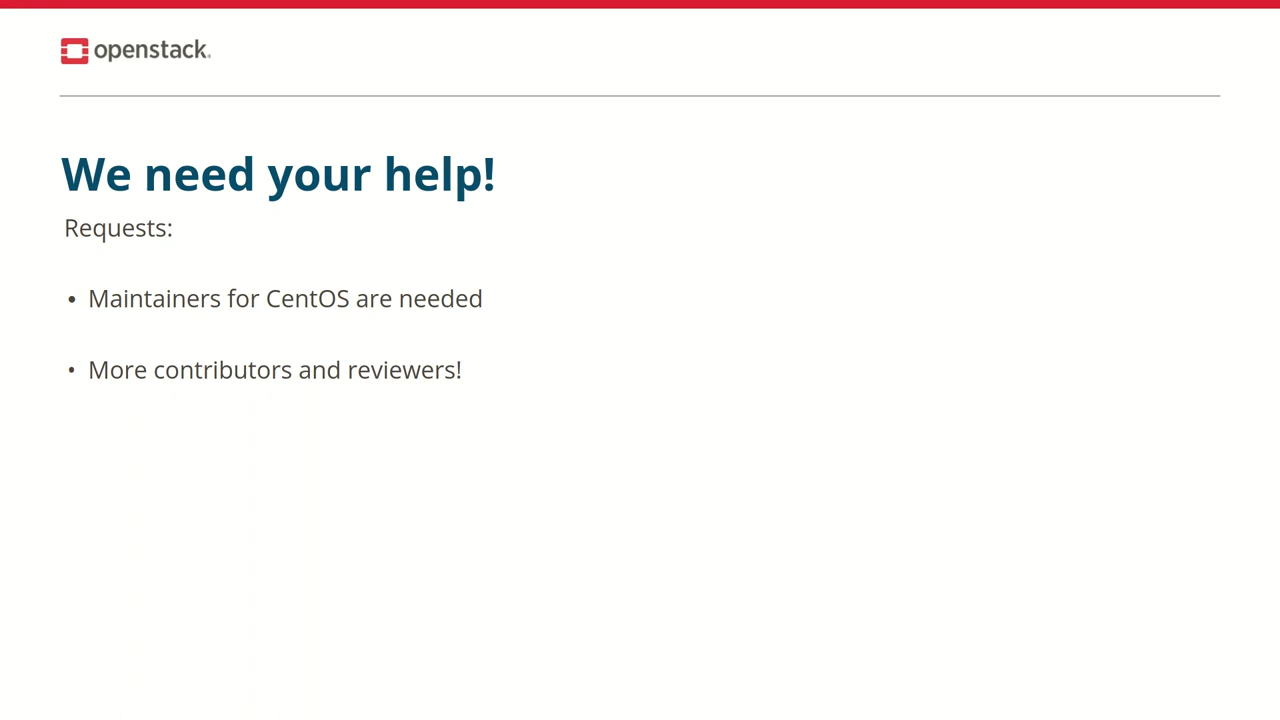 openstack.
We need your help!
Requests:
• Maintainers for CentOS are needed
• More contributors and reviewers!